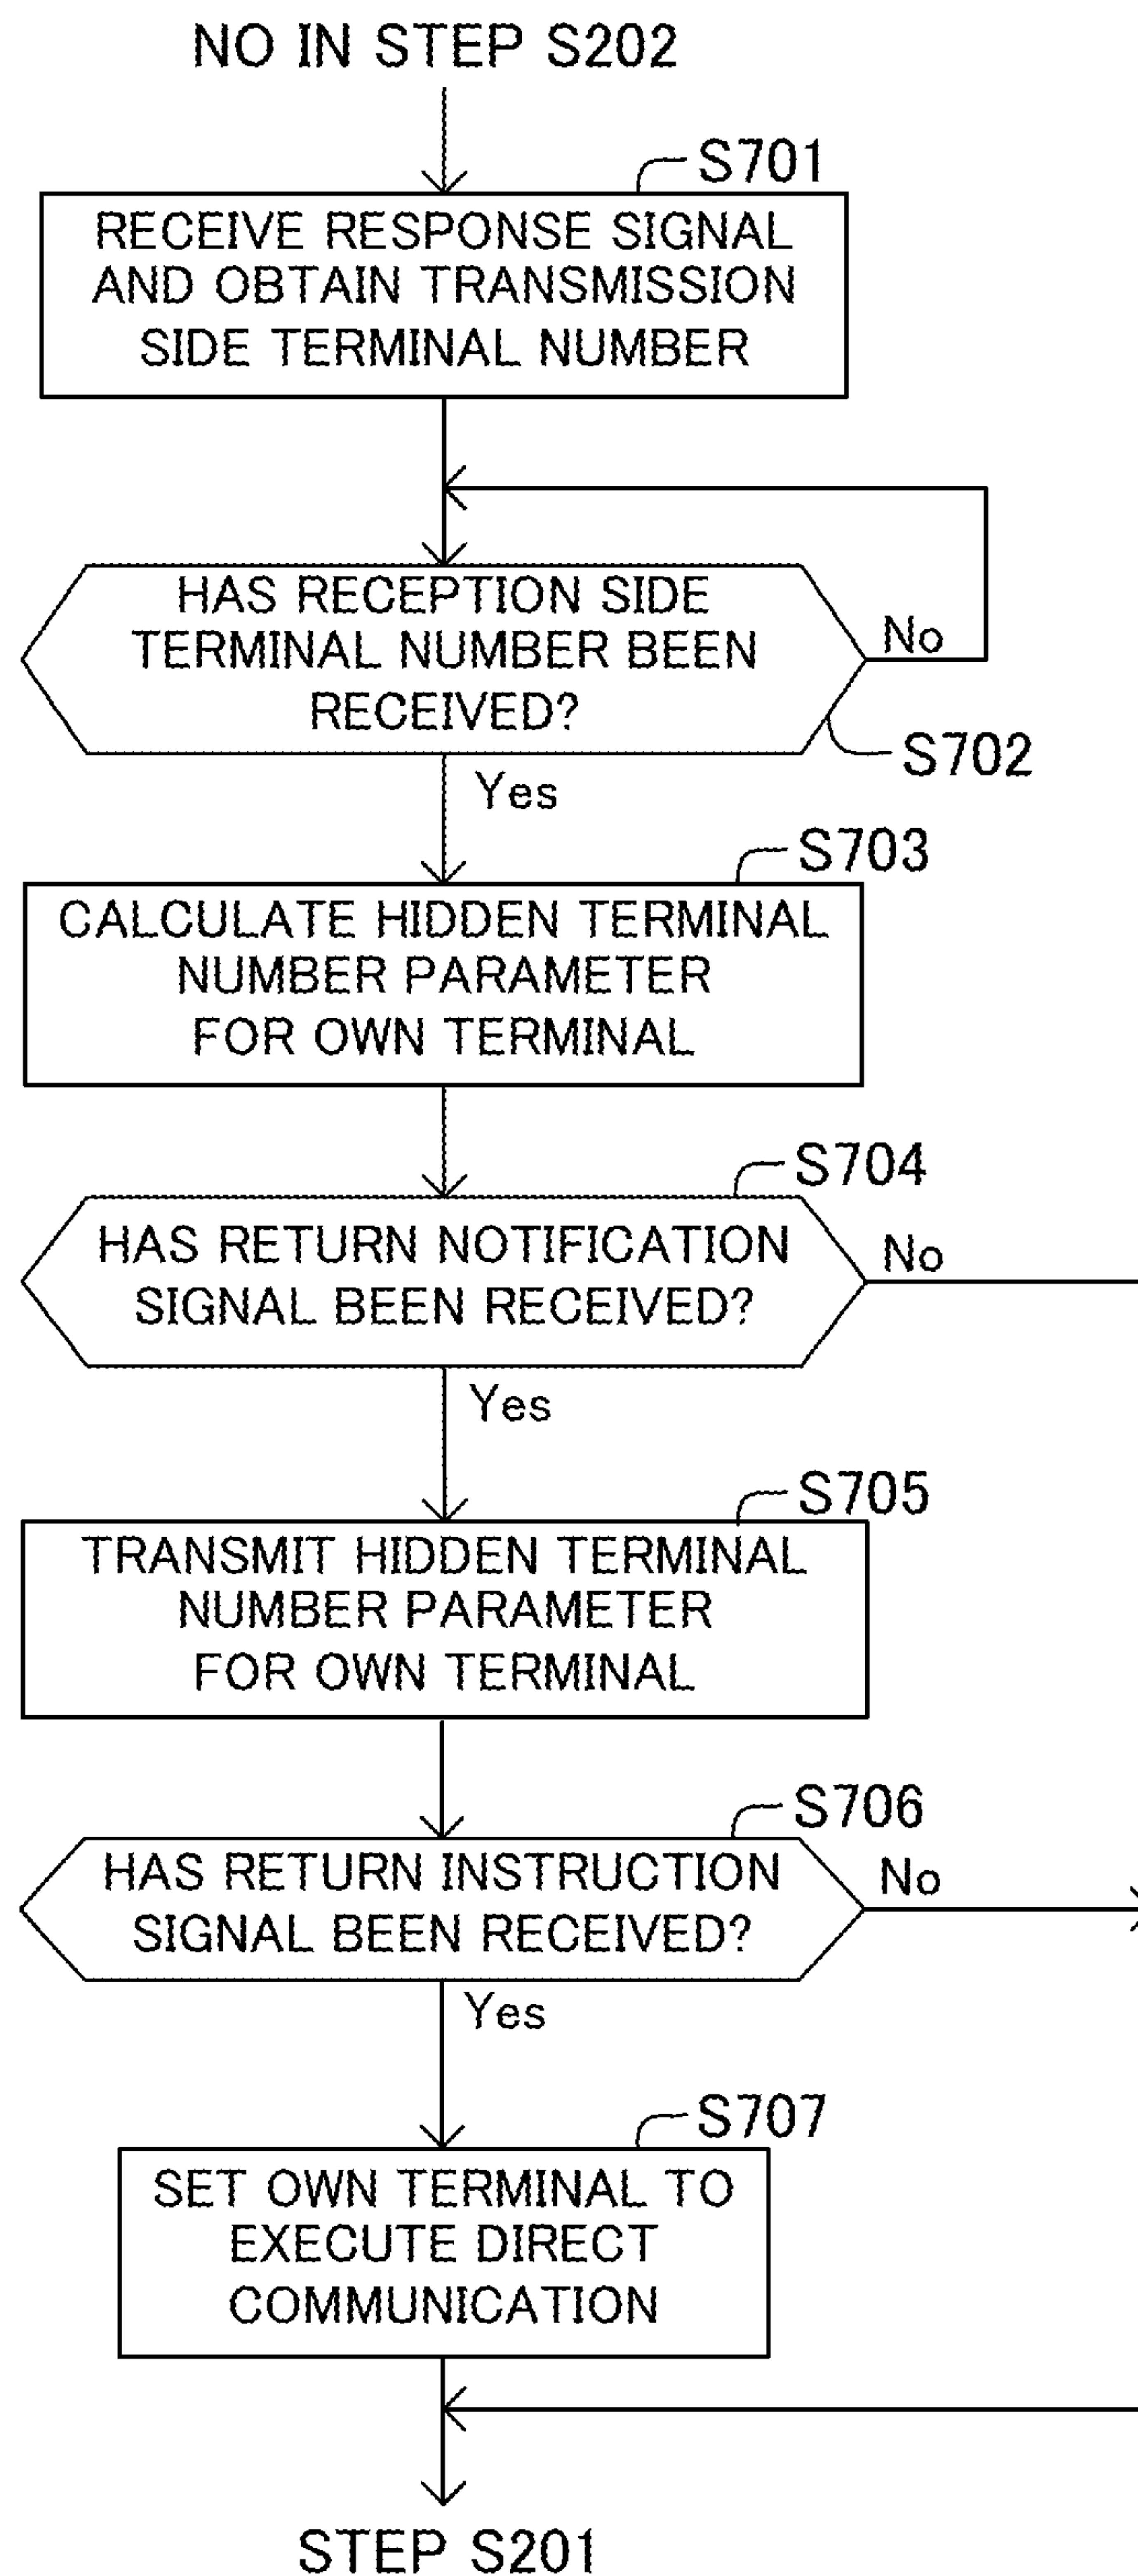 NO IN STEP S202
S701
RECEIVE RESPONSE SIGNAL
AND OBTAIN TRANSMISSION
SIDE TERMINAL NUMBER
HAS RECEPTION SIDE
TERMINAL NUMBER BEEN
RECEIVED?
No
S702
Yes
S703
CALCULATE HIDDEN TERMINAL
NUMBER PARAMETER
FOR OWN TERMINAL
S704
HAS RETURN NOTIFICATION
SIGNAL BEEN RECEIVED?
No
Yes
S705
TRANSMIT HIDDEN TERMINAL
NUMBER PARAMETER
FOR OWN TERMINAL
S706
HAS RETURN INSTRUCTION
SIGNAL BEEN RECEIVED?
No
Yes
S707
SET OWN TERMINAL TO
EXECUTE DIRECT
COMMUNICATION
STEP S201